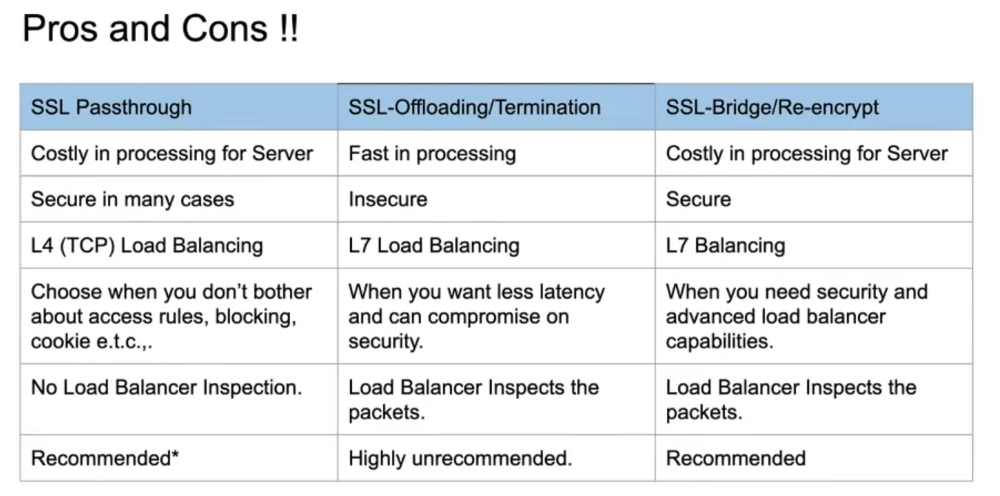 Pros and Cons !!
SSL Passthrough
SSL-Offloading/Termination
SSL-Bridge/Re-encrypt
Costly in processing for Server
Fast in processing
Costly in processing for Server
Secure in many cases
Insecure
Secure
L4 (TCP) Load Balancing
L7 Load Balancing
L7 Balancing
Choose when you don’t bother
about access rules, blocking,
cookie e.t.c.,.
When you want less latency
and can compromise on
security.
When you need security and
advanced load balancer
capabilities.
No Load Balancer Inspection.
Load Balancer Inspects the
packets.
Load Balancer Inspects the
packets.
Recommended*
Highly unrecommended.
Recommended